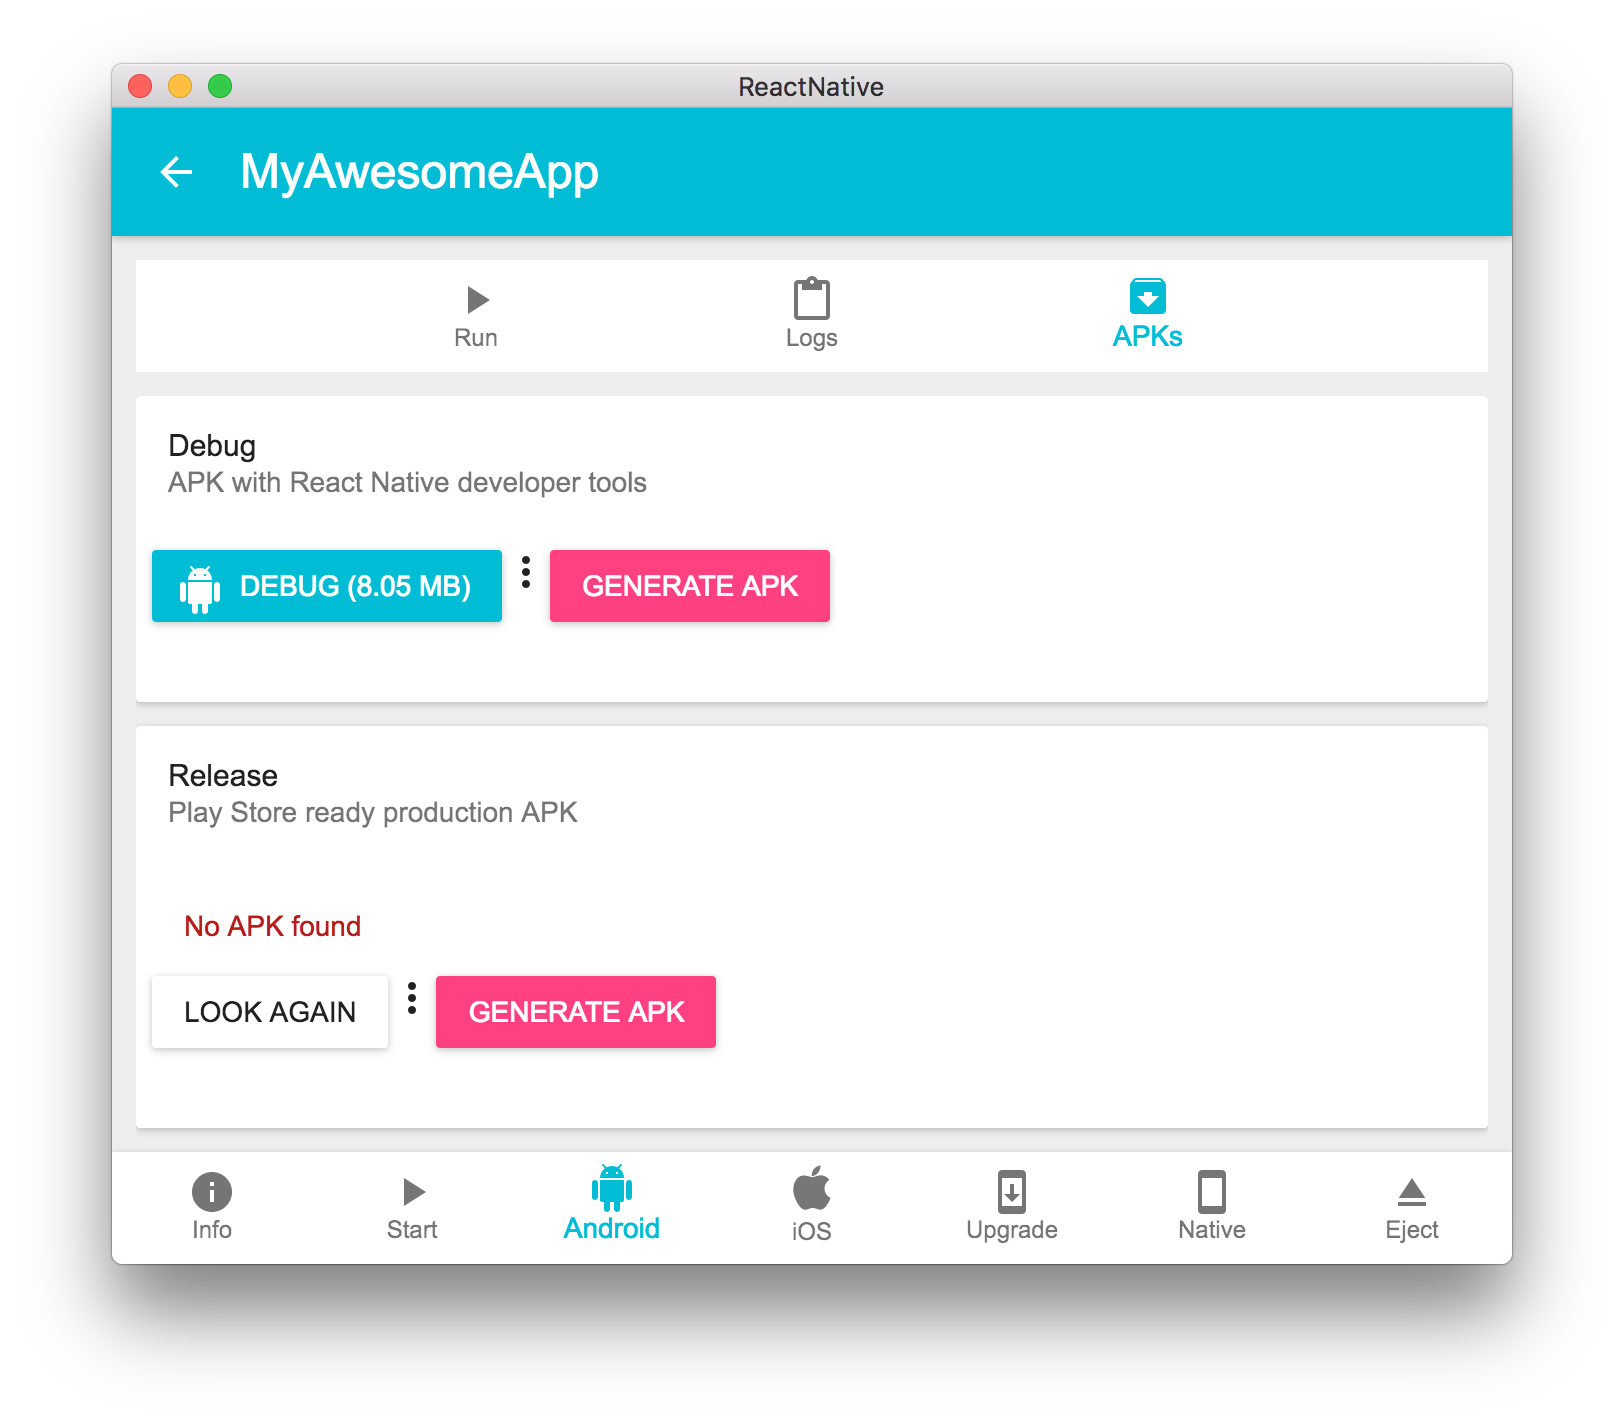 ReactNative
MyAwesomeApp
Run
Logs
APKs
Debug
APK with React Native developer tools
DEBUG (8.05 MB)
GENERATE APK
Release
Play Store ready production APK
No APK found
LOOK AGAIN
GENERATE APK
Info
Start
Android
iOS
Upgrade
Native
Eject